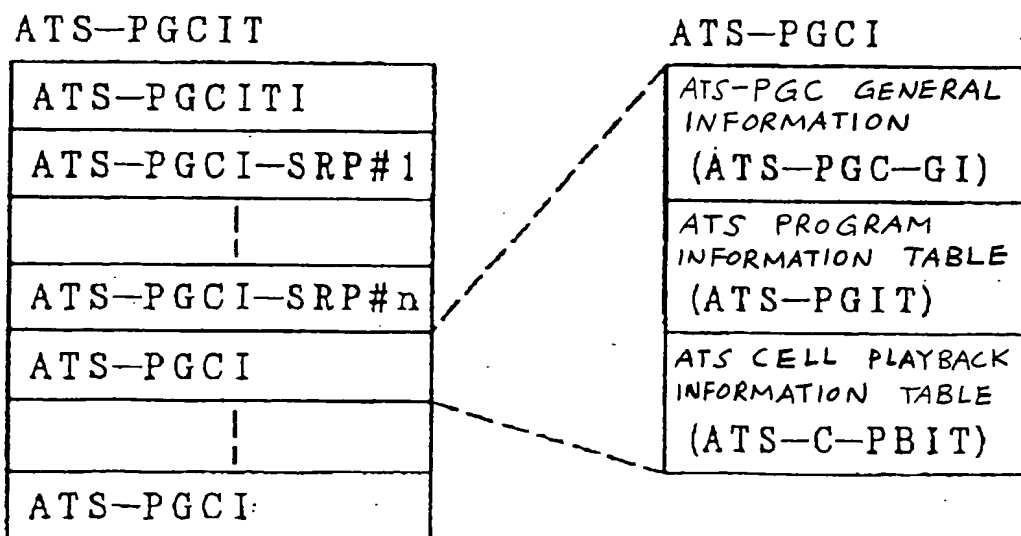 ATS—PGCIT
ATS—PGCITI
ATS—PGCI—SRP#1
ATS—PGCI—SRP#n
ATS—PGCI
ATS—PGCI
ATS—PGCI
ATS-PGC GENERAL
INFORMATION
(ATS—PGC—GI)
ATS PROGRAM
INFORMATION TABLE
(ATS—PGIT)
ATS CELL PLAYBACK
INFORMATION TABLE
(ATS—C—PBIT)